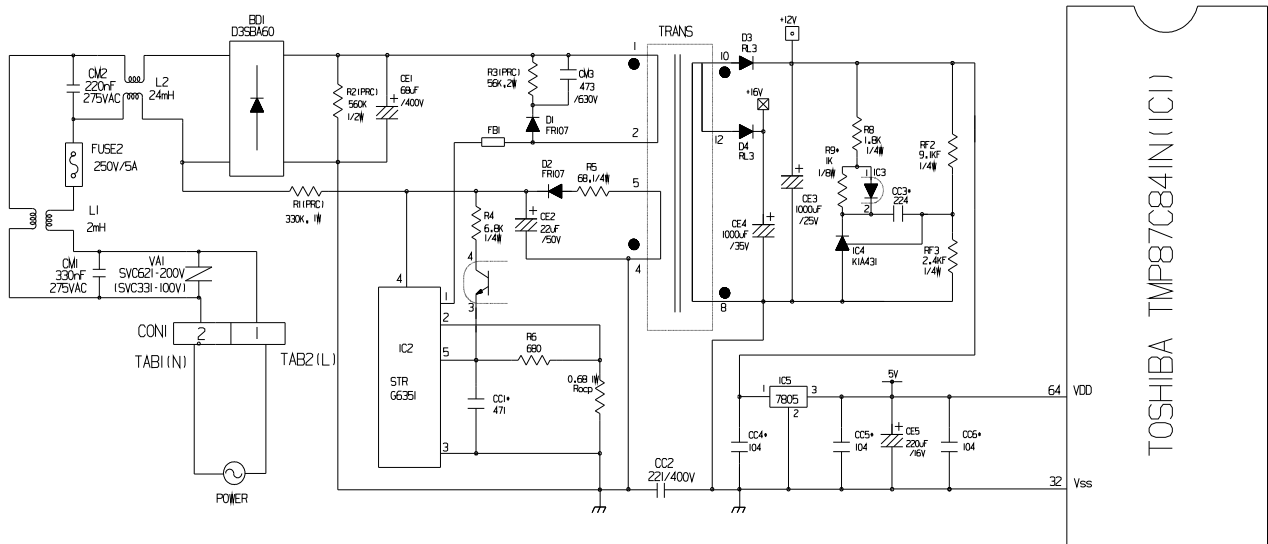 BD1
D3SBA60
CM2
220nF
275VAC
L2
24mH
FUSE2
250V/5A
L1
2mH
CM1
330nF
275VAC
VA1
SVC621-200V
(SVC331-100V)
CON1
2
1
TAB1(N)
TAB2(L)
POWER
R2(PRC)
560K
1/2W
CE1
68uF
/400V
+
R3(PRC)
56K,2W
CM3
473
/630V
D1
FR107
FB1
R1(PRC)
330K, 1W
D2
FR107
R5
68,1/4W
R4
6.8K
1/4W
CE2
22uF
/50V
+
4
3
4
1
2
5
3
IC2
STR
G6351
R6
680
0.68 1W
Rocp
CC1*
471
CC2
221/400V
TRANS
1
2
5
4
10
12
8
D3
RL3
D4
RL3
+12V
+16V
CE3
1000uF
/25V
+
CE4
1000uF
/35V
+
R8
1.8K
1/4W
R9*
1K
1/8W
IC3
1
2
CC3*
224
IC4
KIA431
RF2
9.1KF
1/4W
RF3
2.4KF
1/4W
IC5
7805
1
3
2
5V
CC4*
104
CC5*
104
CE5
220uF
/16V
+
CC6*
104
64
VDD
32
Vss
TOSHIBA TMP87C841N(IC1)